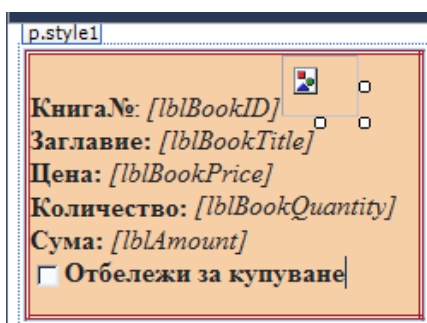 p.style1
Книга№: [lblBookID]
Заглавие: [lblBookTitle]
Цена: [lblBookPrice]
Количество: [lblBookQuantity]
Сума: [lblAmount]
Отбележи за купуване